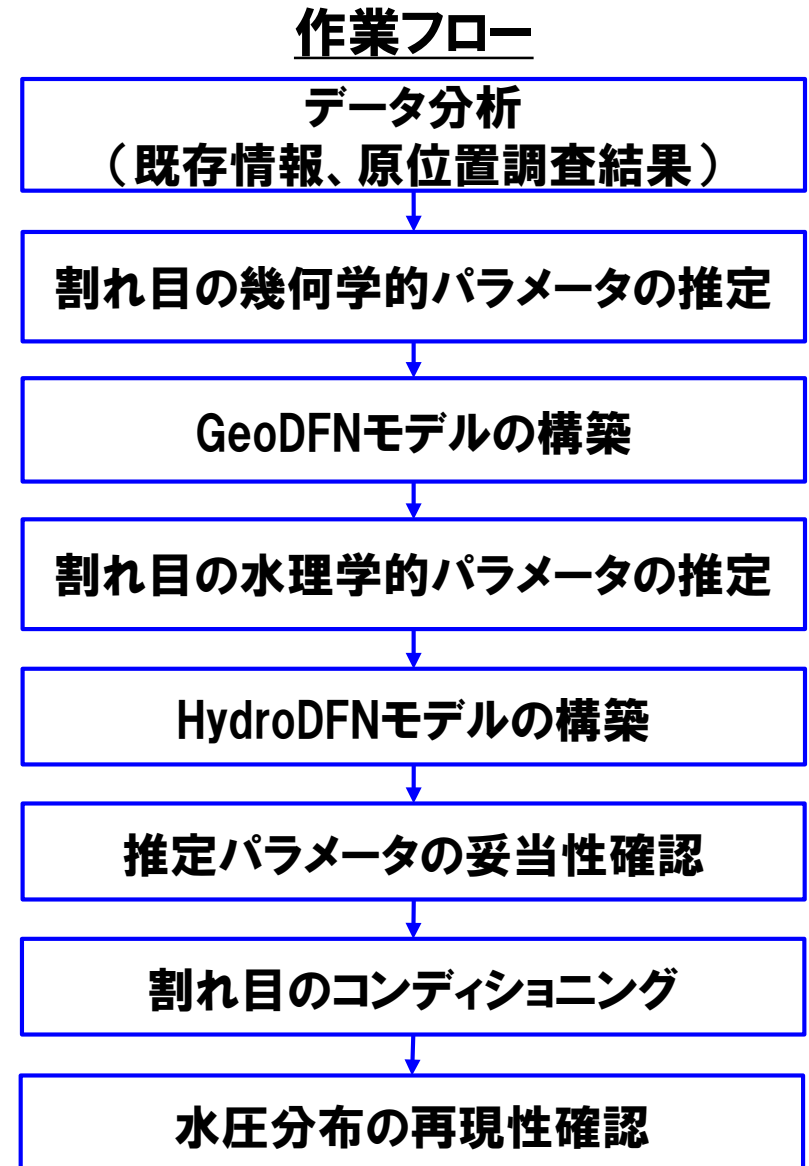 作業フロー
データ分析
（既存情報、原位置調査結果）
割れ目の幾何学的パラメータの推定
GeoDFNモデルの構築
割れ目の水理学的パラメータの推定
HydroDFNモデルの構築
推定パラメータの妥当性確認
割れ目のコンディショニング
水圧分布の再現性確認